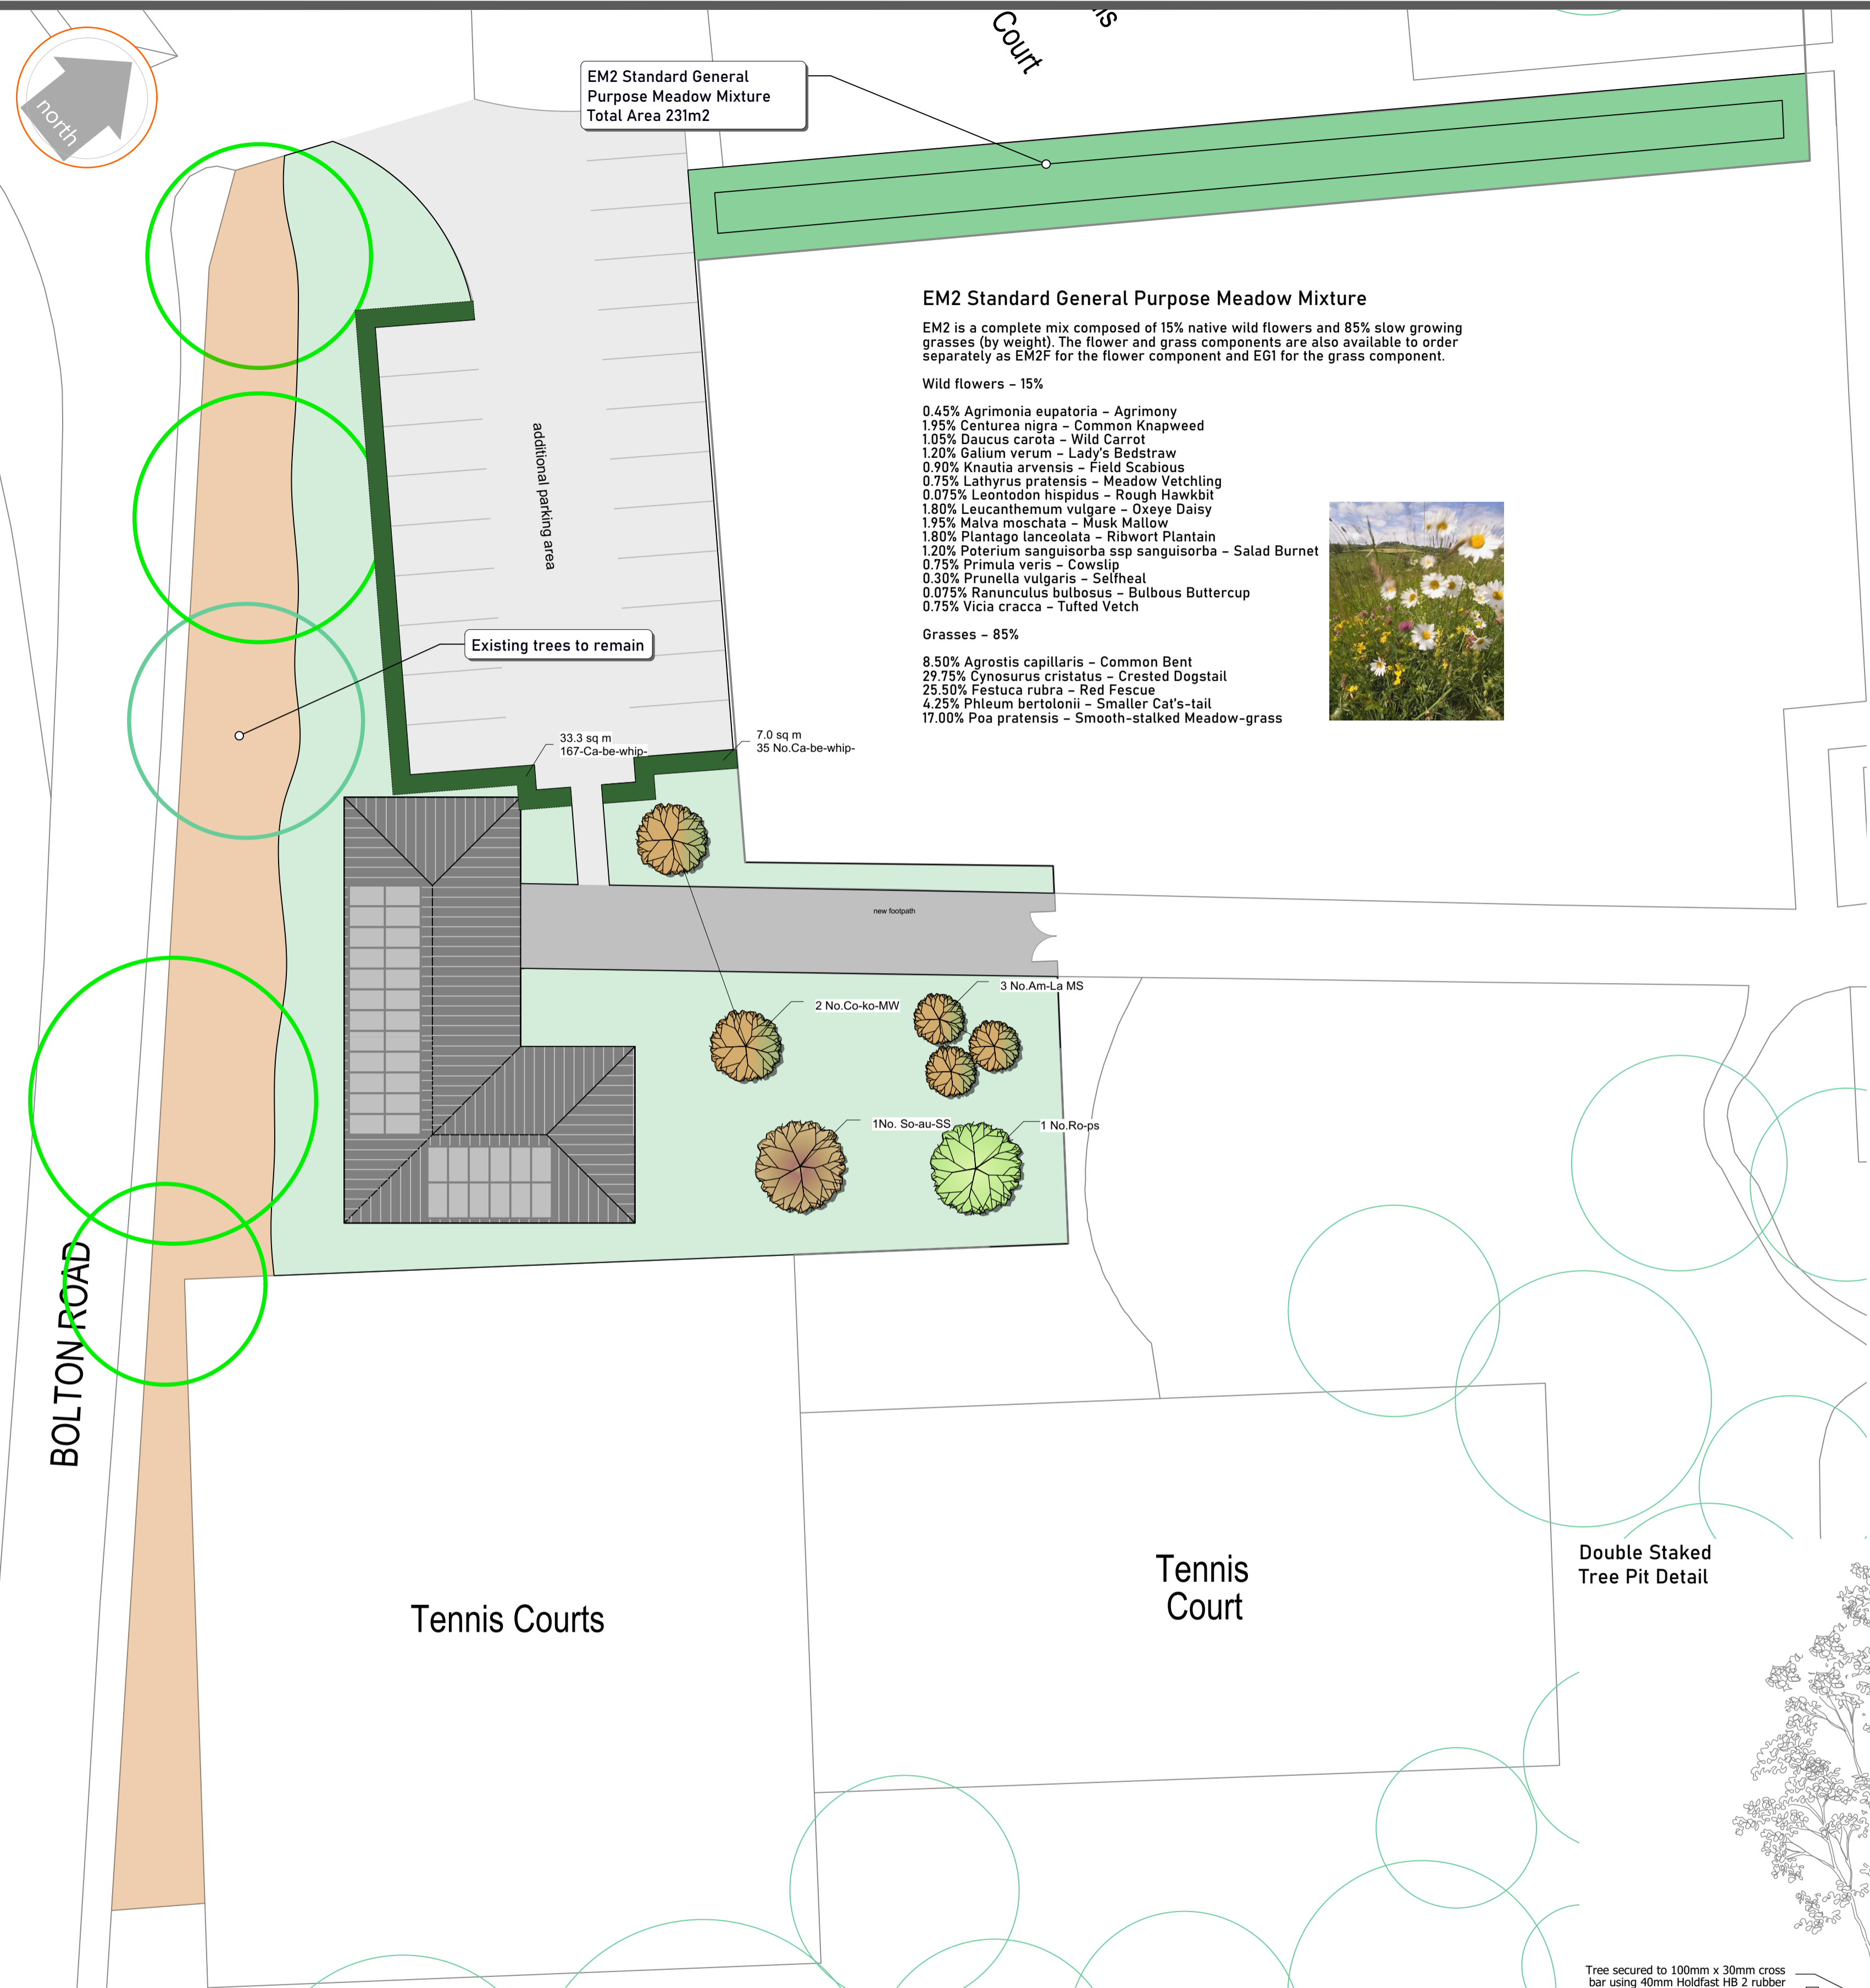 Court
north
EM2 Standard General
Purpose Meadow Mixture
Total Area 231m2
EM2 Standard General Purpose Meadow Mixture
EM2 is a complete mix composed of 15% native wild flowers and 85% slow growing
grasses (by weight). The flower and grass components are also available to order
separately as EM2F for the flower component and EG1 for the grass component.
Wild flowers – 15%
0.45% Agrimonia eupatoria – Agrimony
1.95% Centurea nigra – Common Knapweed
1.05% Daucus carota – Wild Carrot
1.20% Galium verum – Lady's Bedstraw
0.90% Knautia arvensis – Field Scabious
0.75% Lathyrus pratensis – Meadow Vetchling
0.075% Leontodon hispidus – Rough Hawkbit
1.80% Leucanthemum vulgare – Oxeye Daisy
1.95% Malva moschata – Musk Mallow
1.80% Plantago lanceolata – Ribwort Plantain
1.20% Poterium sanguisorba ssp sanguisorba – Salad Burnet
0.75% Primula veris – Cowslip
0.30% Prunella vulgaris – Selfheal
0.075% Ranunculus bulbosus – Bulbous Buttercup
0.75% Vicia cracca – Tufted Vetch
Grasses – 85%
8.50% Agrostis capillaris – Common Bent
29.75% Cynosurus cristatus – Crested Dogstail
25.50% Festuca rubra – Red Fescue
4.25% Phleum bertolonii – Smaller Cat's-tail
17.00% Poa pratensis – Smooth-stalked Meadow-grass
additional parking area
Existing trees to remain
33.3 sq m
167-Ca-be-whip-
7.0 sq m
35 No.Ca-be-whip-
new footpath
3 No.Am-La MS
2 No.Co-ko-MW
1No. So-au-SS
1 No.Ro-ps
BOLTON ROAD
Tennis Courts
Tennis
Court
Double Staked
Tree Pit Detail
Tree secured to 100mm x 30mm cross
bar using 40mm Holdfast HB 2 rubber